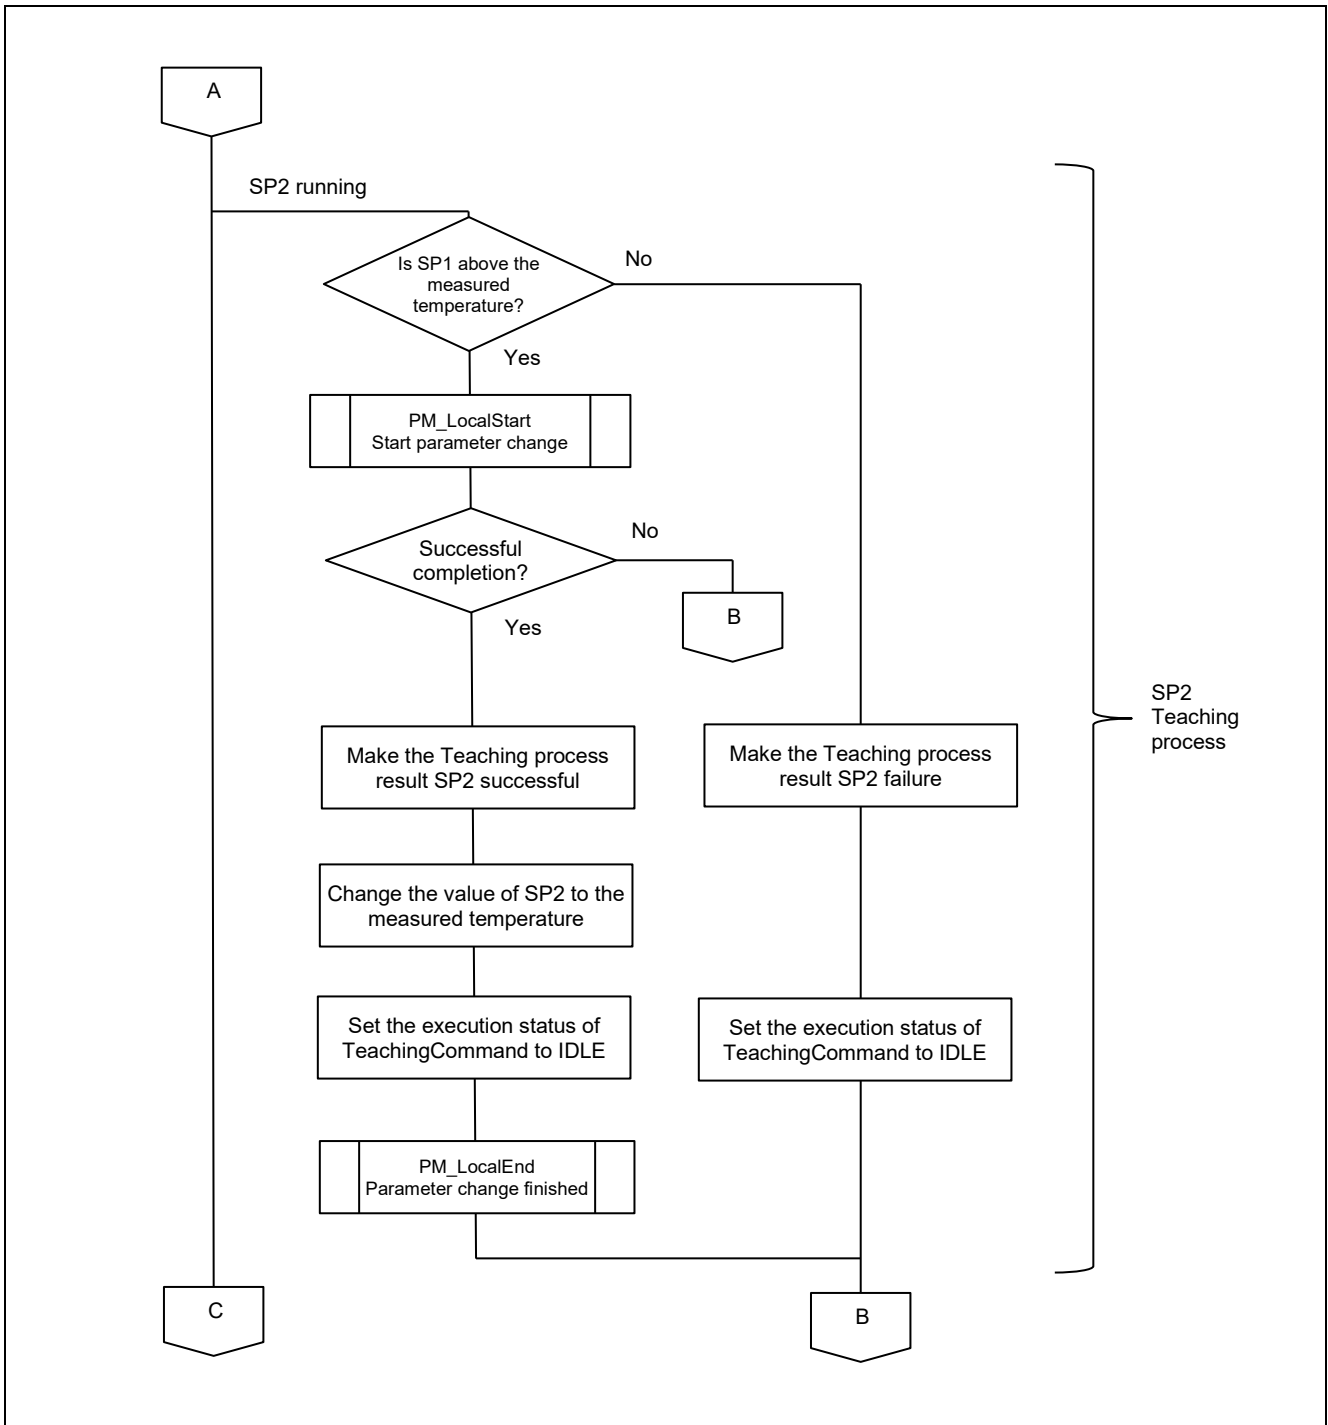 A
SP2 running
Is SP1 above the
measured
temperature?
No
Yes
PM_LocalStart
Start parameter change
Successful
completion?
No
B
Yes
SP2
Teaching
process
Make the Teaching process
result SP2 successful
Make the Teaching process
result SP2 failure
Change the value of SP2 to the
measured temperature
Set the execution status of
TeachingCommand to IDLE
Set the execution status of
TeachingCommand to IDLE
PM_LocalEnd
Parameter change finished
C
B